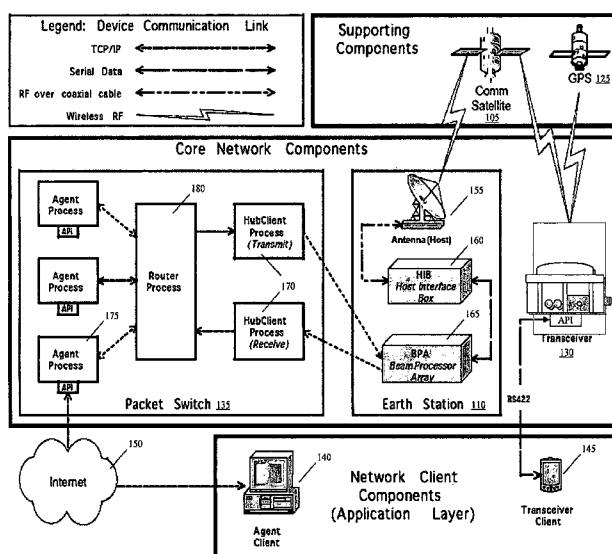 Legend: Device Communication Link
TCP/IP
Serial Data
RF over coaxial cable
Wireless RF
Supporting
Components
Comm
Satellite
105
GPS 125
Core Network Components
Agent
Process
API
Agent
Process
API
175
Agent
Process
API
180
Router
Process
HubClient
Process
(Transmit)
170
HubClient
Process
(Receive)
Packet Switch 135
155
Antenna(Host)
160
HIB
Host Interface
Box
165
BPA
Beam Processor
Array
Earth Station 110
API
Transceiver
130
RS422
150
Internet
140
Agent
Client
Network Client
Components
(Application Layer)
145
Transceiver
Client